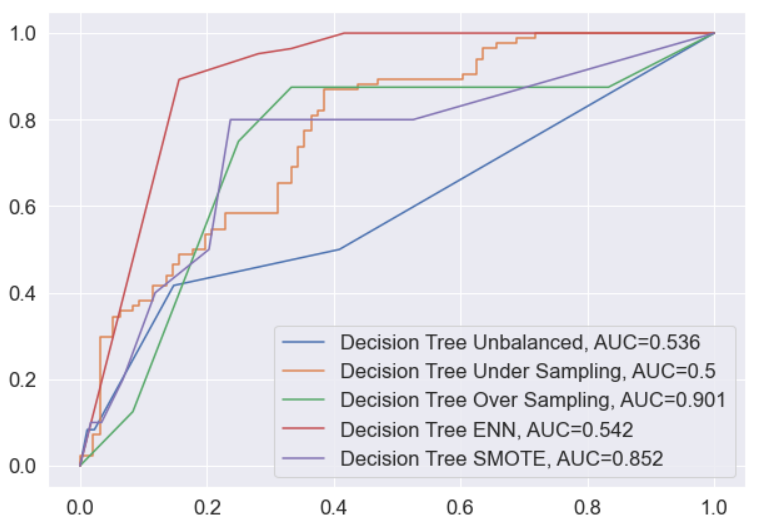 1.0
0.8
0.6
0.4
0.2
0.0
Decision Tree Unbalanced, AUC=0.536
Decision Tree Under Sampling, AUC=0.5
Decision Tree Over Sampling, AUC=0.901
Decision Tree ENN, AUC=0.542
Decision Tree SMOTE, AUC=0.852
0.0 0.2 0.4 0.6 0.8 1.0